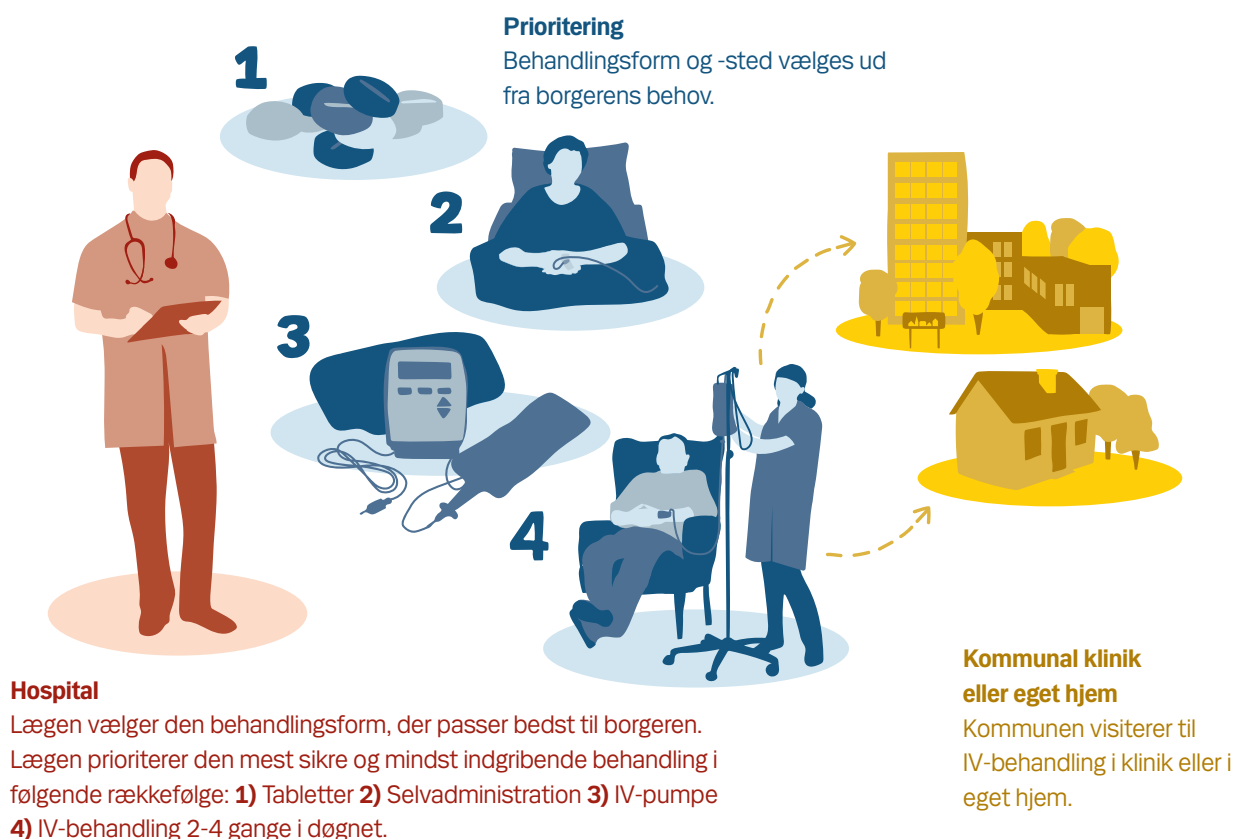 Prioritering
Behandlingsform og -sted vælges ud
fra borgerens behov.
1
2
3
4
Hospital
Lægen vælger den behandlingsform, der passer bedst til borgeren.
Lægen prioriterer den mest sikre og mindst indgribende behandling i
følgende rækkefølge: 1) Tabletter 2) Selvadministration 3) IV-pumpe
4) IV-behandling 2-4 gange i døgnet.
Kommunal klinik
eller eget hjem
Kommunen visiterer til
IV-behandling i klinik eller i
eget hjem.